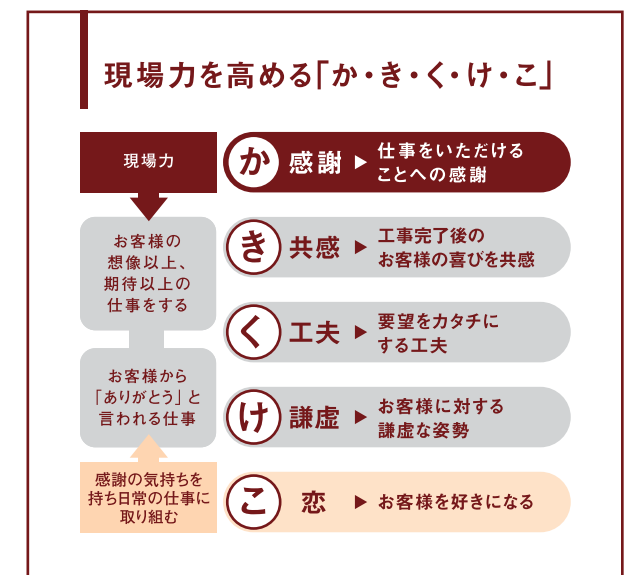 現場力を高める「か・き・く・け・こ」
現場力
お客様の
想像以上、
期待以上の
仕事をする
お客様から
「ありがとう」と
言われる仕事
感謝の気持ちを
持ち日常の仕事に
取り組む
か 感謝 ▶ 仕事をいただける
ことへの感謝
き 共感 ▶ 工事完了後の
お客様の喜びを共感
く 工夫 ▶ 要望をカタチに
する工夫
け 謙虚 ▶ お客様に対する
謙虚な姿勢
こ 恋 ▶ お客様を好きになる